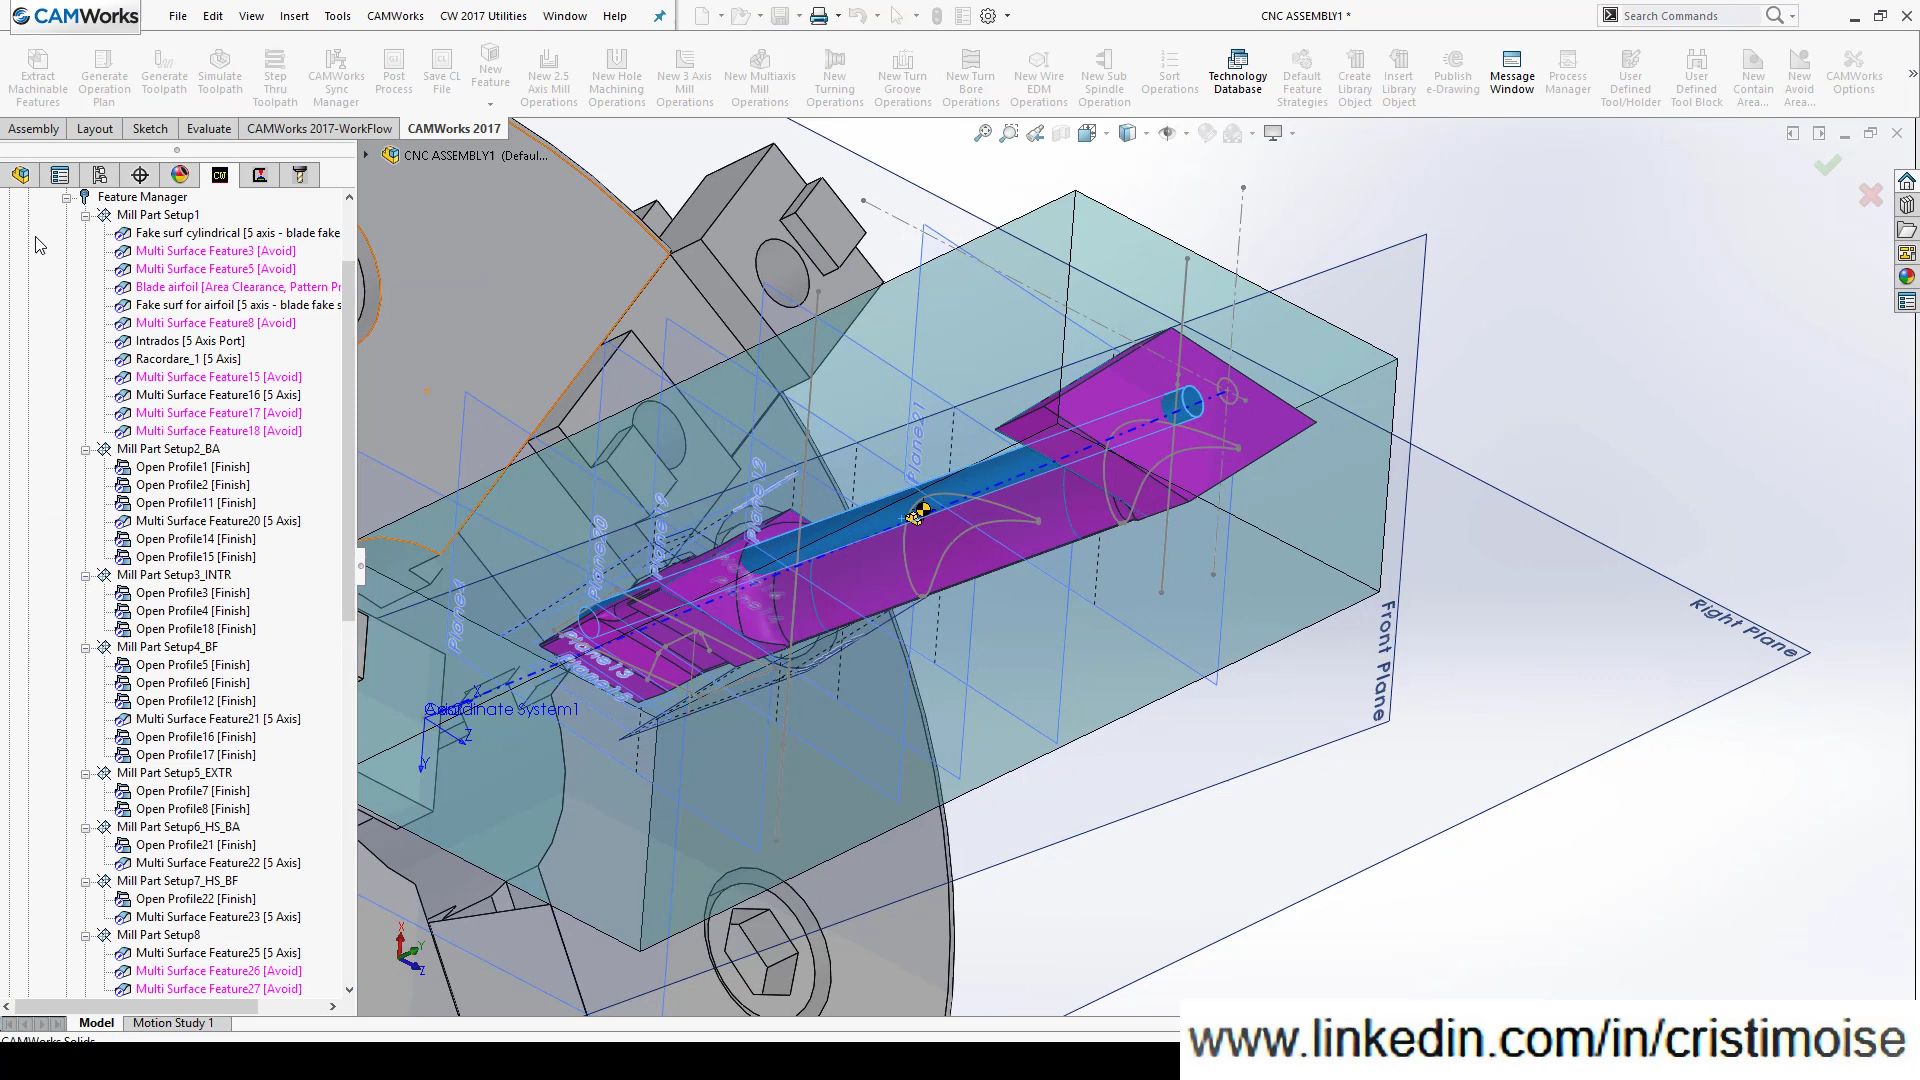 CAMWorks
File Edit View Insert Tools CAMWorks CW 2017 Utilities Window Help
CNC ASSEMBLY1 *
Search Commands
Extract Machinable Features
Generate Operation Plan
Generate Toolpath
Simulate Toolpath
Step Thru Toolpath
CAMWorks Sync Manager
Post Process
Save CL File
New Feature
New 2.5 Axis Mill Operations
New Hole Machining Operations
New 3 Axis Mill Operations
New Multiaxis Mill Operations
New Turning Operations
New Turn Groove Operations
New Turn Bore Operations
New Wire EDM Operations
New Sub Spindle Operation
Sort Operations
Technology Database
Default Feature Strategies
Create Library Object
Insert Library Object
Publish e-Drawing
Message Window
Process Manager
User Defined Tool/Holder
User Defined Tool Block
New Contain Area...
New Avoid Area...
CAMWorks Options
Assembly Layout Sketch Evaluate CAMWorks 2017-WorkFlow CAMWorks 2017
CNC ASSEMBLY1 (Defaul...
CW
Feature Manager
Mill Part Setup1
Fake surf cylindrical [5 axis - blade fake
Multi Surface Feature3 [Avoid]
Multi Surface Feature5 [Avoid]
Blade airfoil [Area Clearance, Pattern Pr
Fake surf for airfoil [5 axis - blade fake s
Multi Surface Feature8 [Avoid]
Intrados [5 Axis Port]
Racordare_1 [5 Axis]
Multi Surface Feature15 [Avoid]
Multi Surface Feature16 [5 Axis]
Multi Surface Feature17 [Avoid]
Multi Surface Feature18 [Avoid]
Mill Part Setup2_BA
Open Profile1 [Finish]
Open Profile2 [Finish]
Open Profile11 [Finish]
Multi Surface Feature20 [5 Axis]
Open Profile14 [Finish]
Open Profile15 [Finish]
Mill Part Setup3_INTR
Open Profile3 [Finish]
Open Profile4 [Finish]
Open Profile18 [Finish]
Mill Part Setup4_BF
Open Profile5 [Finish]
Open Profile6 [Finish]
Open Profile12 [Finish]
Multi Surface Feature21 [5 Axis]
Open Profile16 [Finish]
Open Profile17 [Finish]
Mill Part Setup5_EXTR
Open Profile7 [Finish]
Open Profile8 [Finish]
Mill Part Setup6_HS_BA
Open Profile21 [Finish]
Multi Surface Feature22 [5 Axis]
Mill Part Setup7_HS_BF
Open Profile22 [Finish]
Multi Surface Feature23 [5 Axis]
Mill Part Setup8
Multi Surface Feature25 [5 Axis]
Multi Surface Feature26 [Avoid]
Multi Surface Feature27 [Avoid]
Plane21
Plane12
Plane20
Plane4
Plane13
Front Plane
Right Plane
Coordinate System1
X
Z
Y
X
Y
Z
Model Motion Study 1
CAMWorks Solids
www.linkedin.com/in/cristimoise